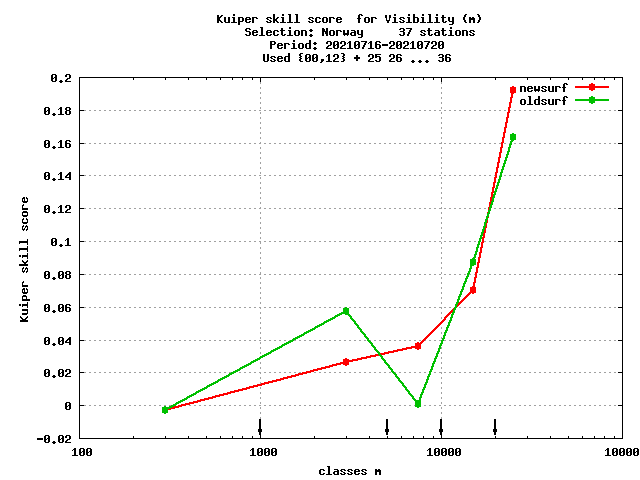 Kuiper skill score  for Visibility (m)
Selection: Norway     37 stations
Period: 20210716-20210720
Used {00,12} + 25 26 ... 36
newsurf
oldsurf
0.2
0.18
0.16
0.14
0.12
0.1
0.08
0.06
0.04
0.02
0
-0.02
Kuiper skill score
100 1000 10000 10000
classes m